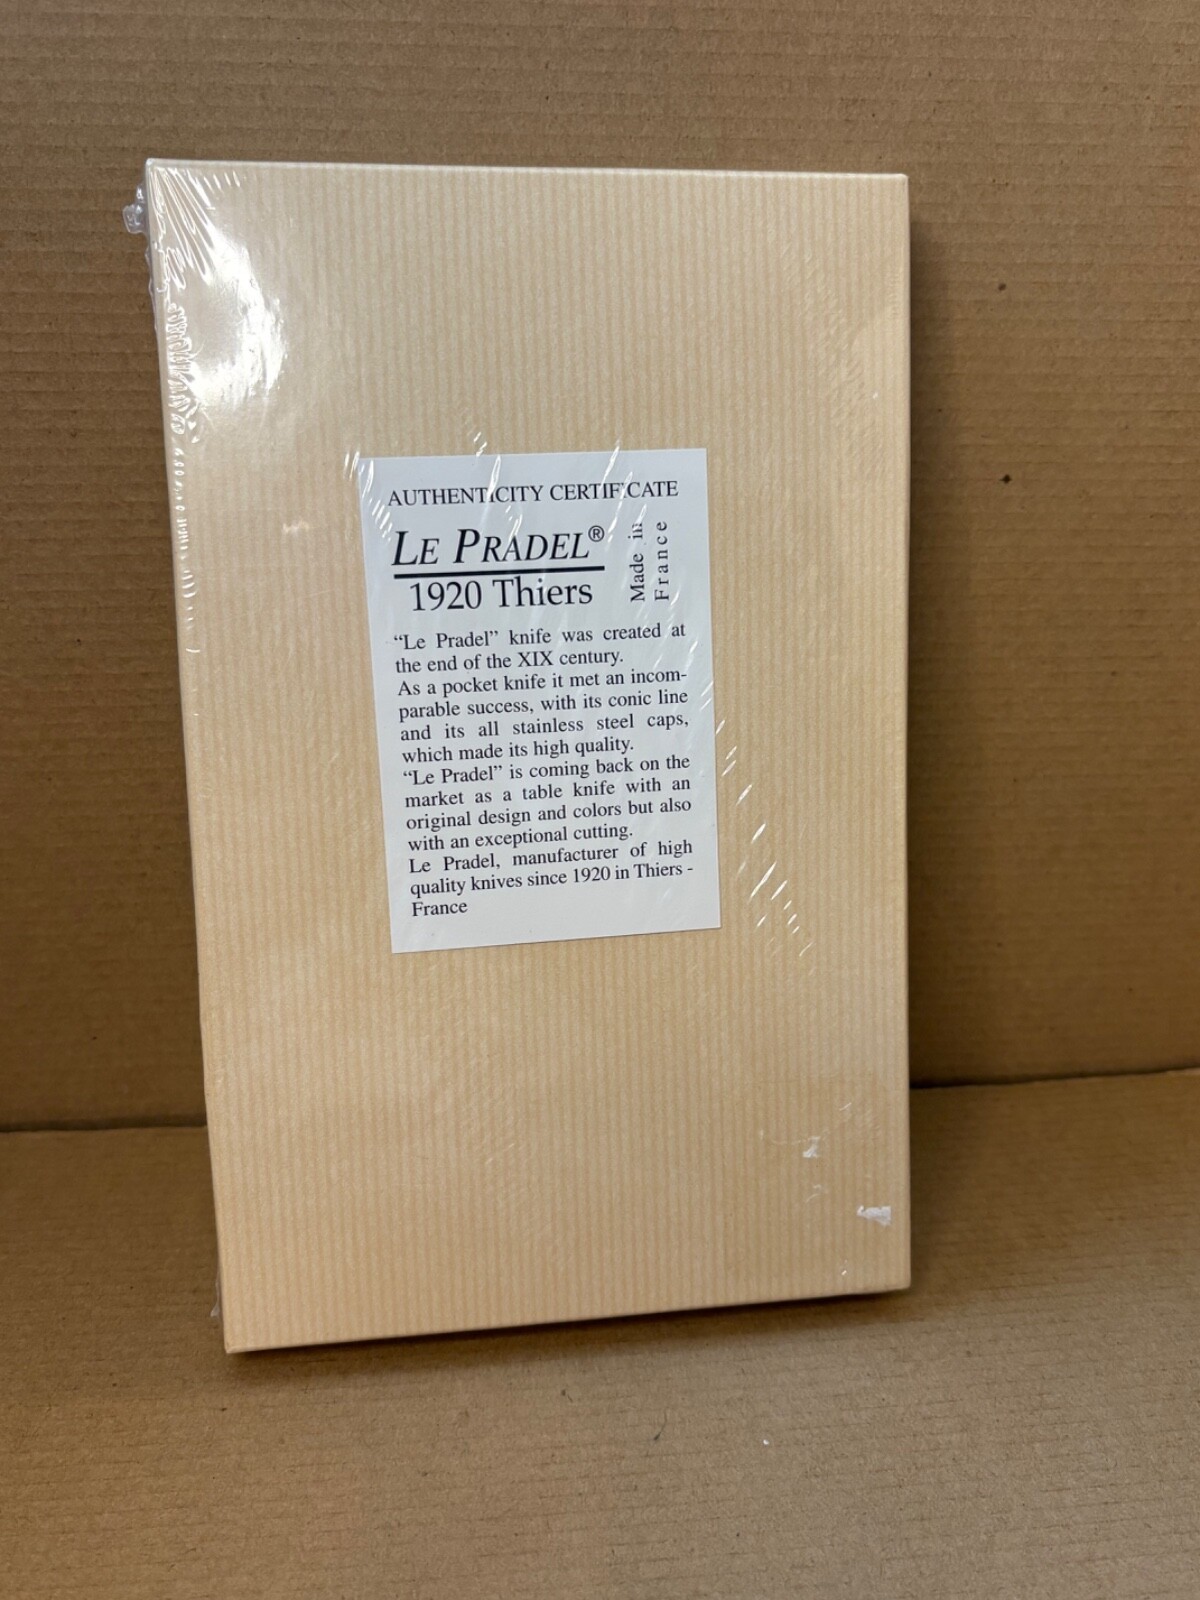 AUTHENTICITY CERTIFICATE
LE PRADEL®
1920 Thiers
Made in
France
“Le Pradel” knife was created at
the end of the XIX century.
As a pocket knife it met an incom-
parable success, with its conic line
and its all stainless steel caps,
which made its high quality.
“Le Pradel” is coming back on the
market as a table knife with an
original design and colors but also
with an exceptional cutting.
Le Pradel, manufacturer of high
quality knives since 1920 in Thiers -
France